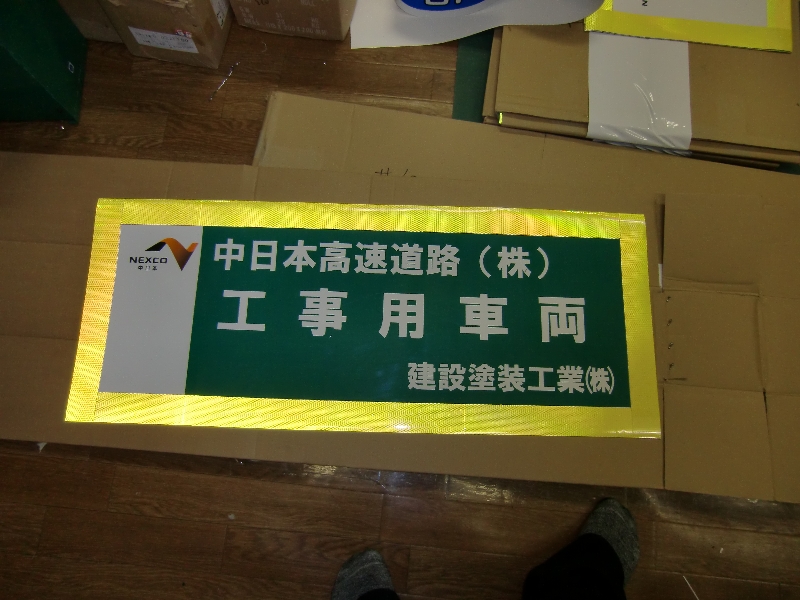 NEXCO
中日本
中日本高速道路（株）
工事用車両
建設塗装工業㈱